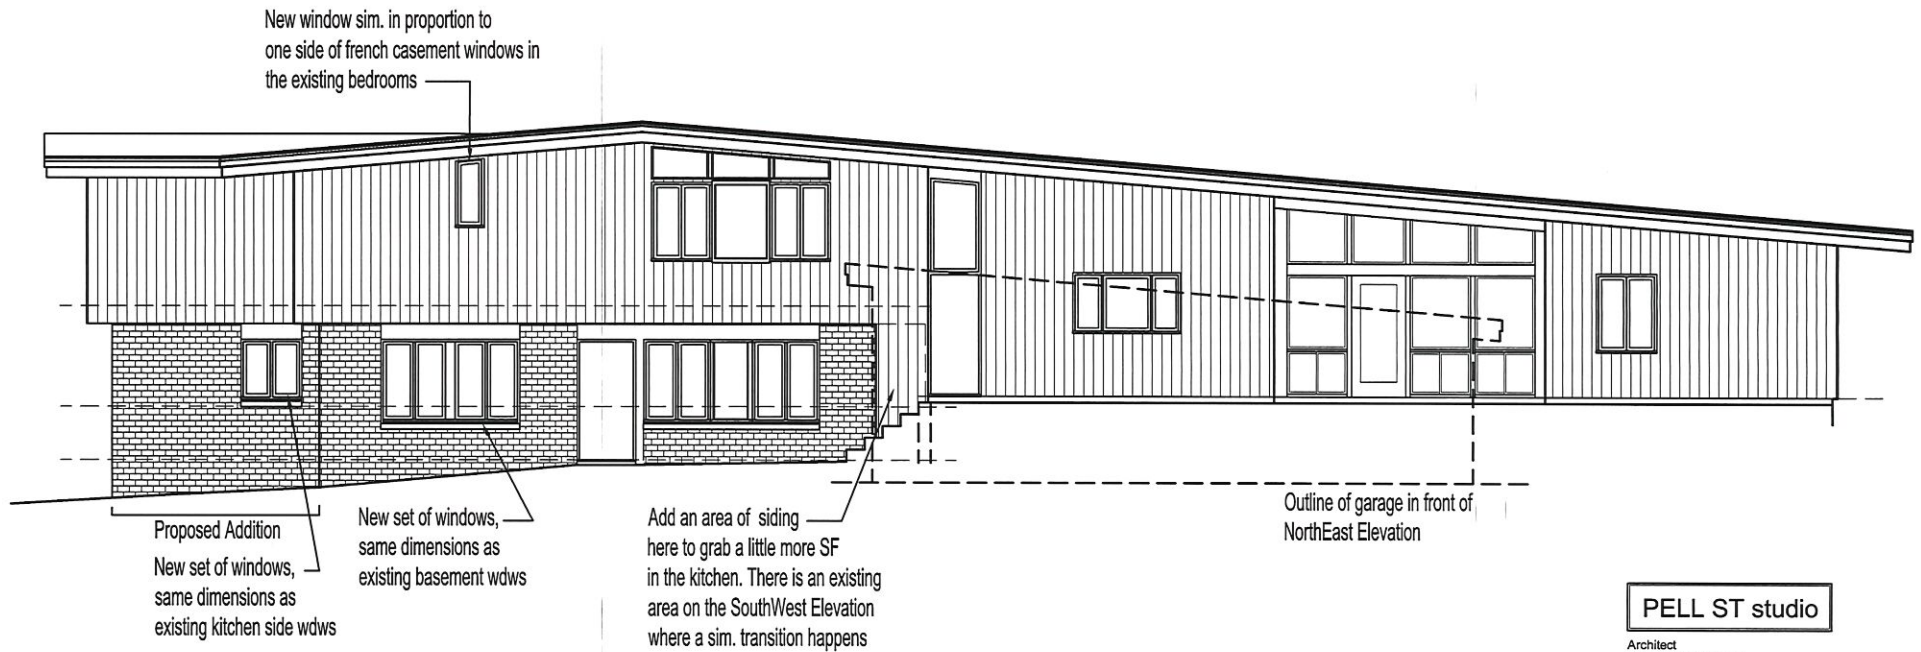 New window sim. in proportion to
one side of french casement windows in
the existing bedrooms
Proposed Addition
New set of windows,
same dimensions as
existing kitchen side wdws
New set of windows,
same dimensions as
existing basement wdws
Add an area of siding
here to grab a little more SF
in the kitchen. There is an existing
area on the SouthWest Elevation
where a sim. transition happens
Outline of garage in front of
NorthEast Elevation
PELL ST studio
Architect